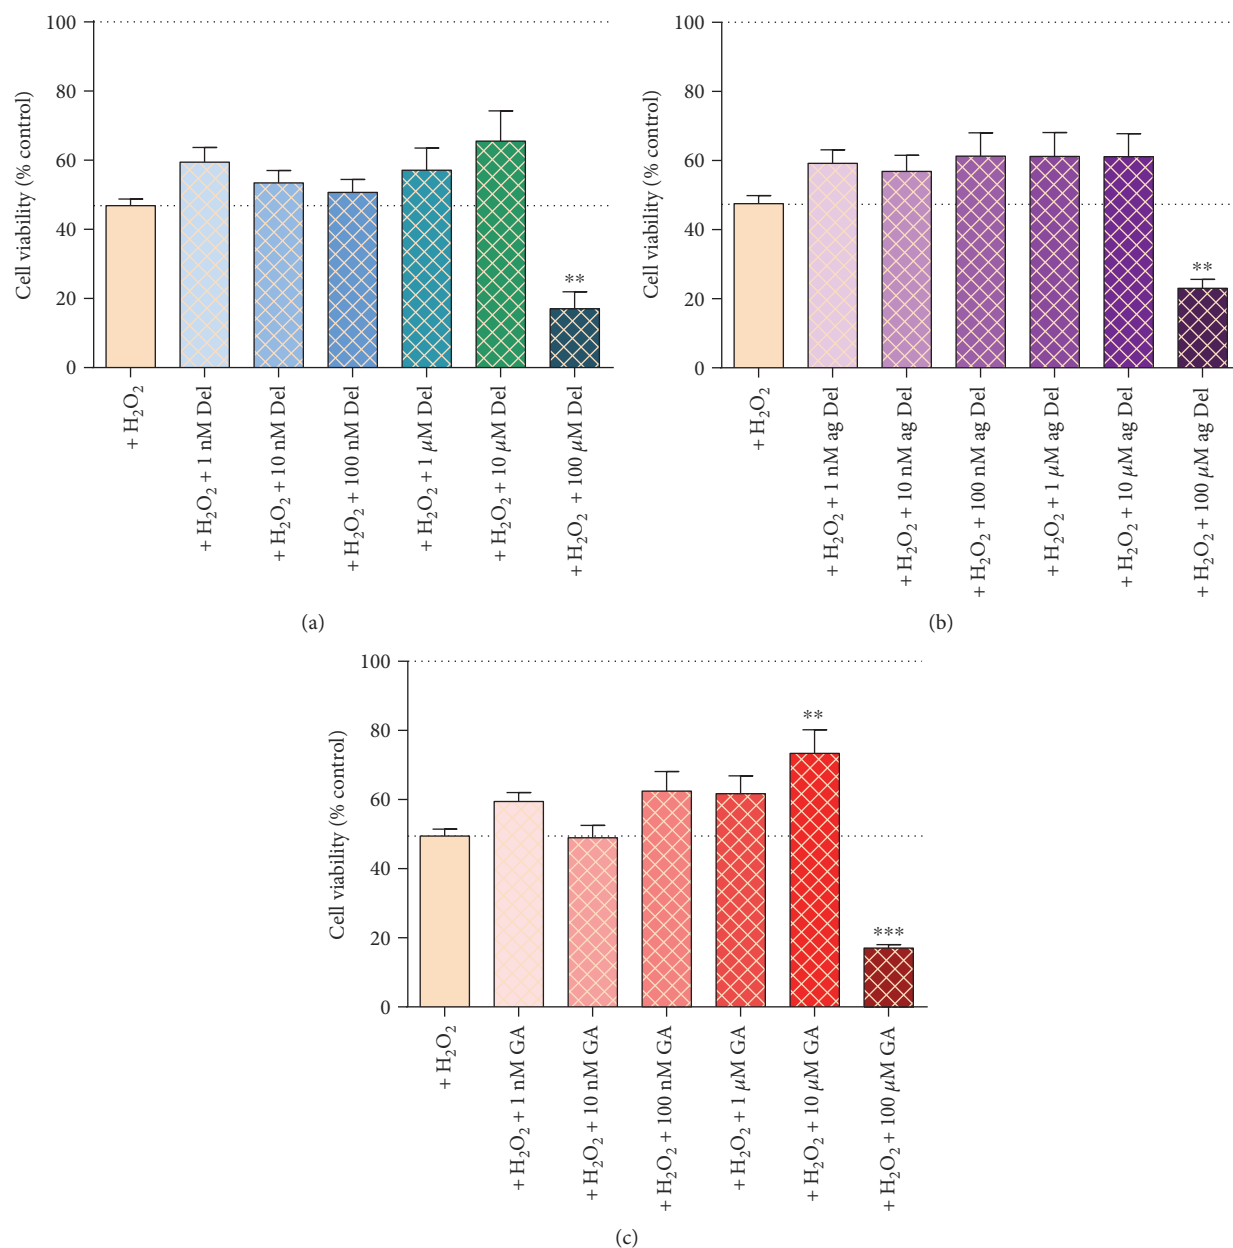 100
80
60
40
20
0
Cell viability (% control)
**
+ H₂O₂
+ H₂O₂ + 1 nM Del
+ H₂O₂ + 10 nM Del
+ H₂O₂ + 100 nM Del
+ H₂O₂ + 1 μM Del
+ H₂O₂ + 10 μM Del
+ H₂O₂ + 100 μM Del
(a)
100
80
60
40
20
0
Cell viability (% control)
**
+ H₂O₂
+ H₂O₂ + 1 nM ag Del
+ H₂O₂ + 10 nM ag Del
+ H₂O₂ + 100 nM ag Del
+ H₂O₂ + 1 μM ag Del
+ H₂O₂ + 10 μM ag Del
+ H₂O₂ + 100 μM ag Del
(b)
100
80
60
40
20
0
Cell viability (% control)
**
***
+ H₂O₂
+ H₂O₂ + 1 nM GA
+ H₂O₂ + 10 nM GA
+ H₂O₂ + 100 nM GA
+ H₂O₂ + 1 μM GA
+ H₂O₂ + 10 μM GA
+ H₂O₂ + 100 μM GA
(c)